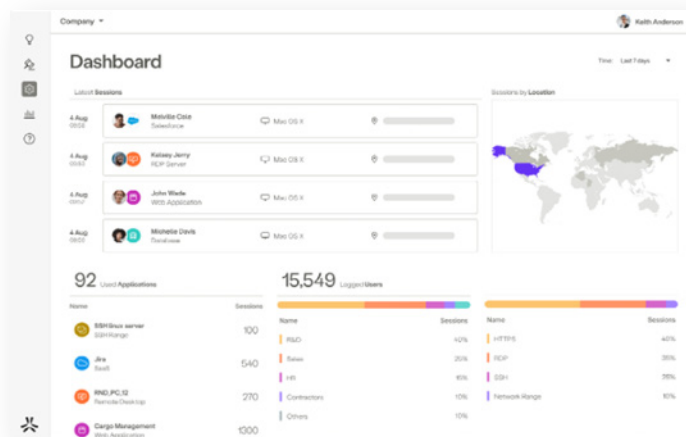 Company
Keith Anderson
Dashboard
Time: Last 7 days
Latest Sessions
Sessions by Location
4 Aug
Melville Cole
Salesforce
Mac OS X
4 Aug
Kelsey Jerry
RDP Server
Mac OS X
4 Aug
John Wade
Web Application
Mac OS X
4 Aug
Michelle Davis
Database
Mac OS X
92 Used Applications
15,549 Logged Users
Name Sessions
SSH linux server
SSH Range
100
Jira
SaaS
540
RND_PC_12
Remote Desktop
270
Cargo Management
Web Application
1300
Name Sessions
R&D 40%
Sales 25%
HR 15%
Contractors 10%
Others 10%
Name Sessions
HTTPS 40%
RDP 35%
SSH
Network Range 10%